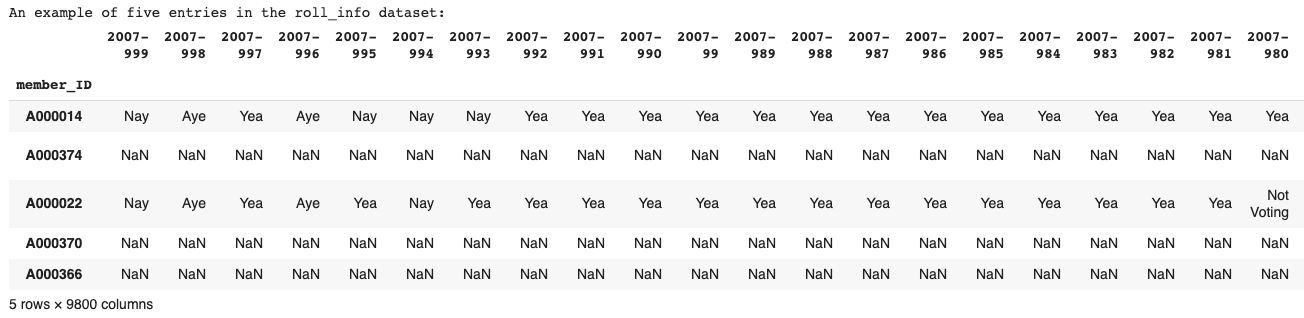 An example of five entries in the roll_info dataset:
2007- 2007- 2007- 2007- 2007- 2007- 2007- 2007- 2007- 2007- 2007- 2007- 2007- 2007- 2007- 2007- 2007- 2007- 2007- 2007- 2007-
999 998 997 996 995 994 993 992 991 990 99 989 988 987 986 985 984 983 982 981 980
member_ID
A000014 Nay Aye Yea Aye Nay Nay Nay Yea Yea Yea Yea Yea Yea Yea Yea Yea Yea Yea Yea Yea Yea
A000374 NaN NaN NaN NaN NaN NaN NaN NaN NaN NaN NaN NaN NaN NaN NaN NaN NaN NaN NaN NaN NaN
A000022 Nay Aye Yea Aye Yea Nay Yea Yea Yea Yea Yea Yea Yea Yea Yea Yea Yea Yea Yea Yea Not
Voting
A000370 NaN NaN NaN NaN NaN NaN NaN NaN NaN NaN NaN NaN NaN NaN NaN NaN NaN NaN NaN NaN NaN
A000366 NaN NaN NaN NaN NaN NaN NaN NaN NaN NaN NaN NaN NaN NaN NaN NaN NaN NaN NaN NaN NaN
5 rows × 9800 columns